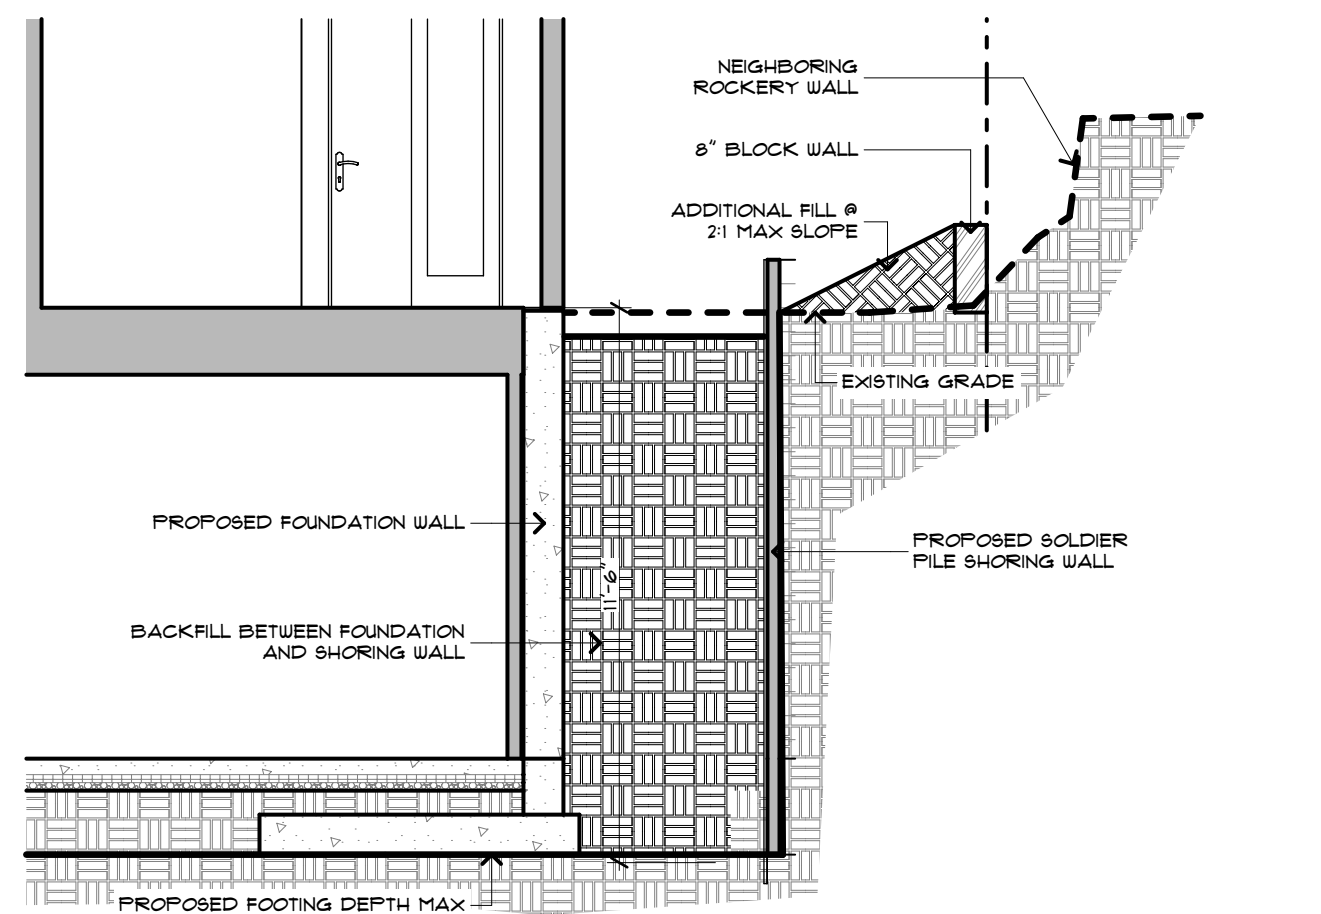 NEIGHBORING
ROCKERY WALL
8" BLOCK WALL
ADDITIONAL FILL @
2:1 MAX SLOPE
EXISTING GRADE
PROPOSED FOUNDATION WALL
PROPOSED SOLDIER
PILE SHORING WALL
11'-6"
BACKFILL BETWEEN FOUNDATION
AND SHORING WALL
PROPOSED FOOTING DEPTH MAX